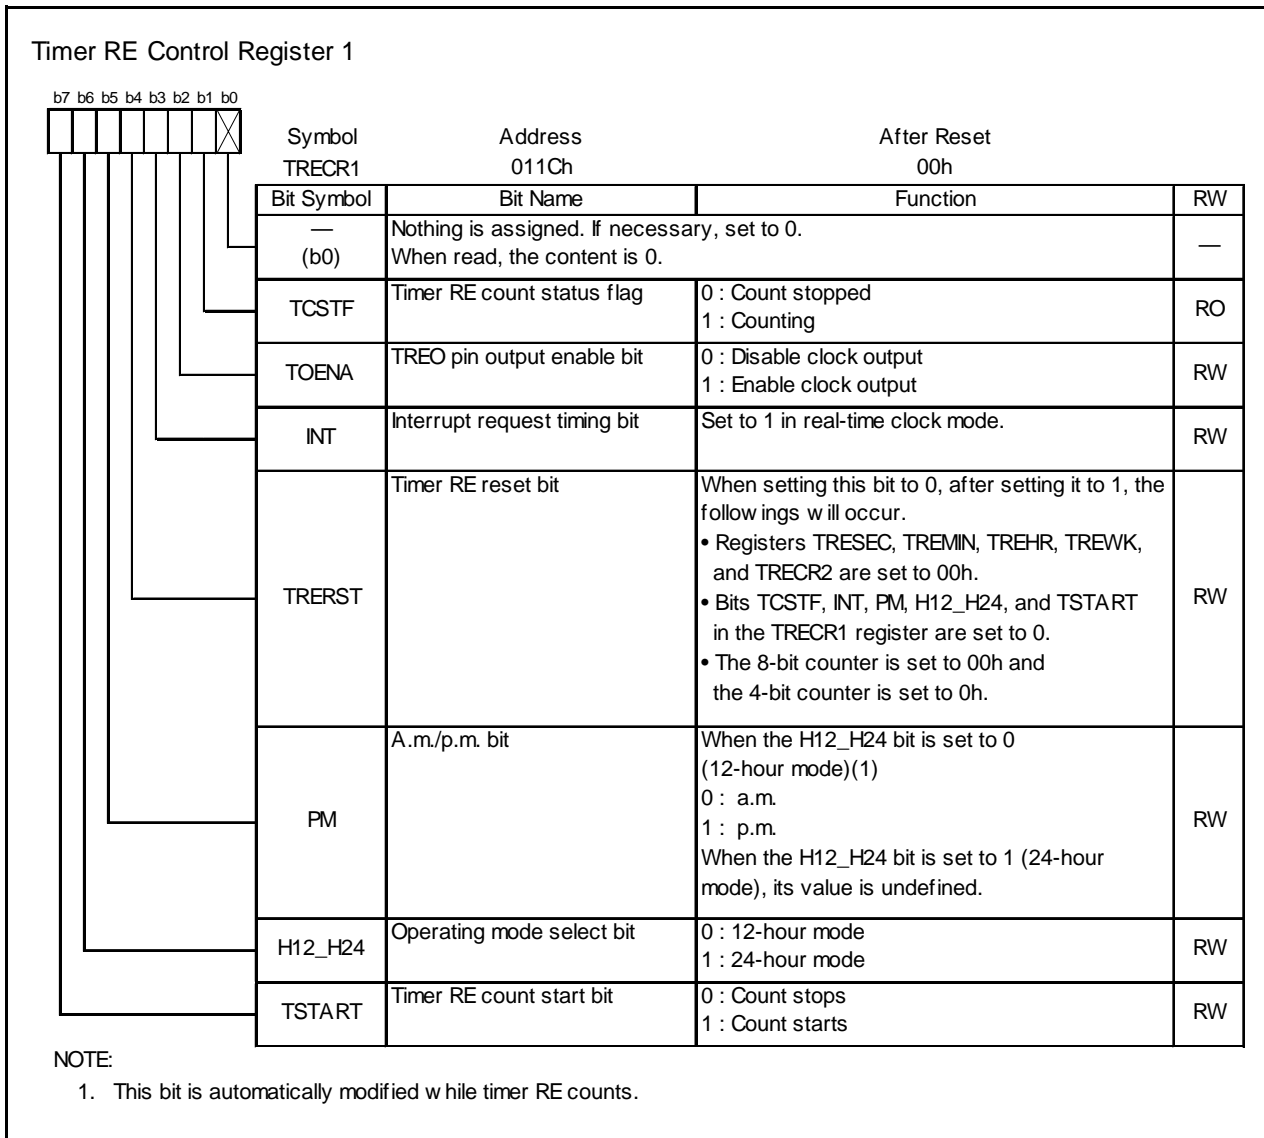 Timer RE Control Register 1
b7 b6 b5 b4 b3 b2 b1 b0
Symbol Address After Reset
TRECR1 011Ch 00h
Bit Symbol Bit Name Function RW
— (b0) Nothing is assigned. If necessary, set to 0.
When read, the content is 0. —
TCSTF Timer RE count status flag 0 : Count stopped
1 : Counting RO
TOENA TREO pin output enable bit 0 : Disable clock output
1 : Enable clock output RW
INT Interrupt request timing bit Set to 1 in real-time clock mode. RW
TRERST Timer RE reset bit When setting this bit to 0, after setting it to 1, the
followings will occur.
• Registers TRESEC, TREMIN, TREHR, TREWK,
and TRECR2 are set to 00h.
• Bits TCSTF, INT, PM, H12_H24, and TSTART
in the TRECR1 register are set to 0.
• The 8-bit counter is set to 00h and
the 4-bit counter is set to 0h. RW
PM A.m./p.m. bit When the H12_H24 bit is set to 0
(12-hour mode)(1)
0 : a.m.
1 : p.m.
When the H12_H24 bit is set to 1 (24-hour
mode), its value is undefined. RW
H12_H24 Operating mode select bit 0 : 12-hour mode
1 : 24-hour mode RW
TSTART Timer RE count start bit 0 : Count stops
1 : Count starts RW
NOTE:
1. This bit is automatically modified while timer RE counts.